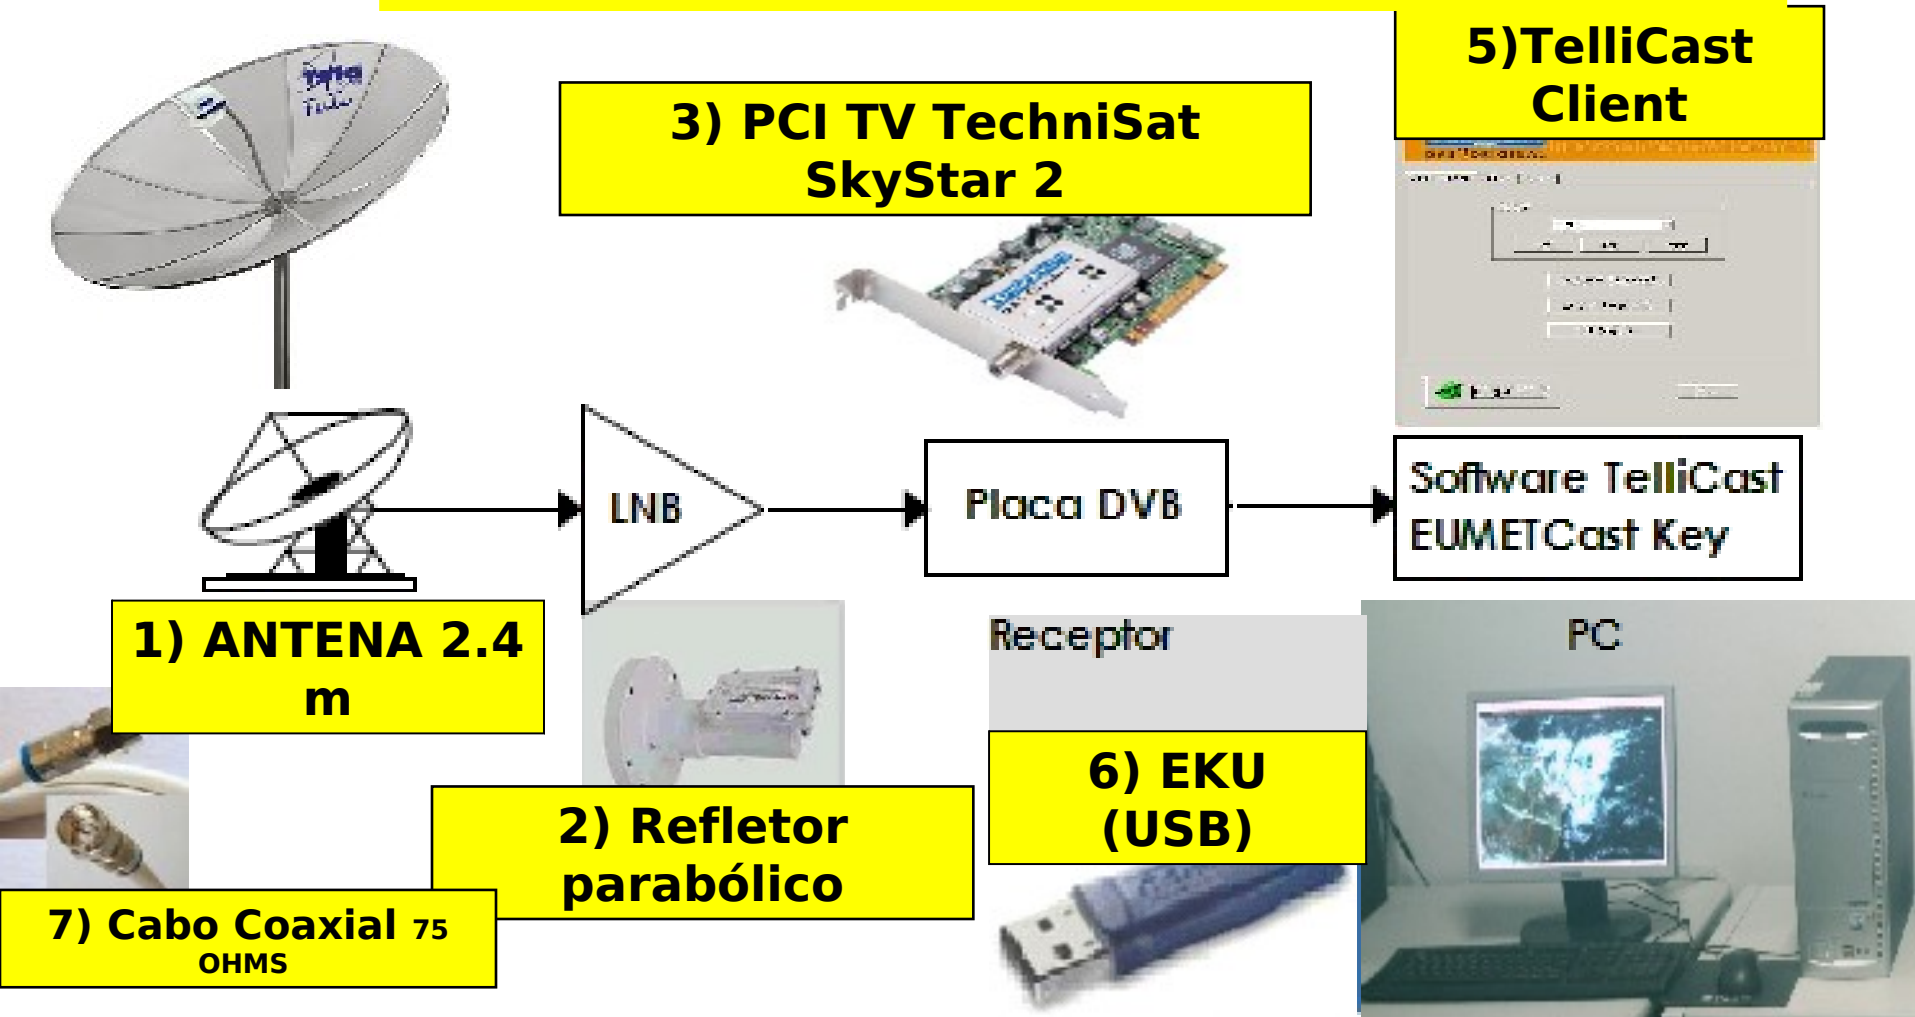 5)TelliCast
Client
3) PCI TV TechniSat
SkyStar 2
LNB
Placa DVB
Software TelliCast
EUMETCast Key
1) ANTENA 2.4
m
Receptor
PC
6) EKU
(USB)
2) Refletor
parabólico
7) Cabo Coaxial 75
OHMS